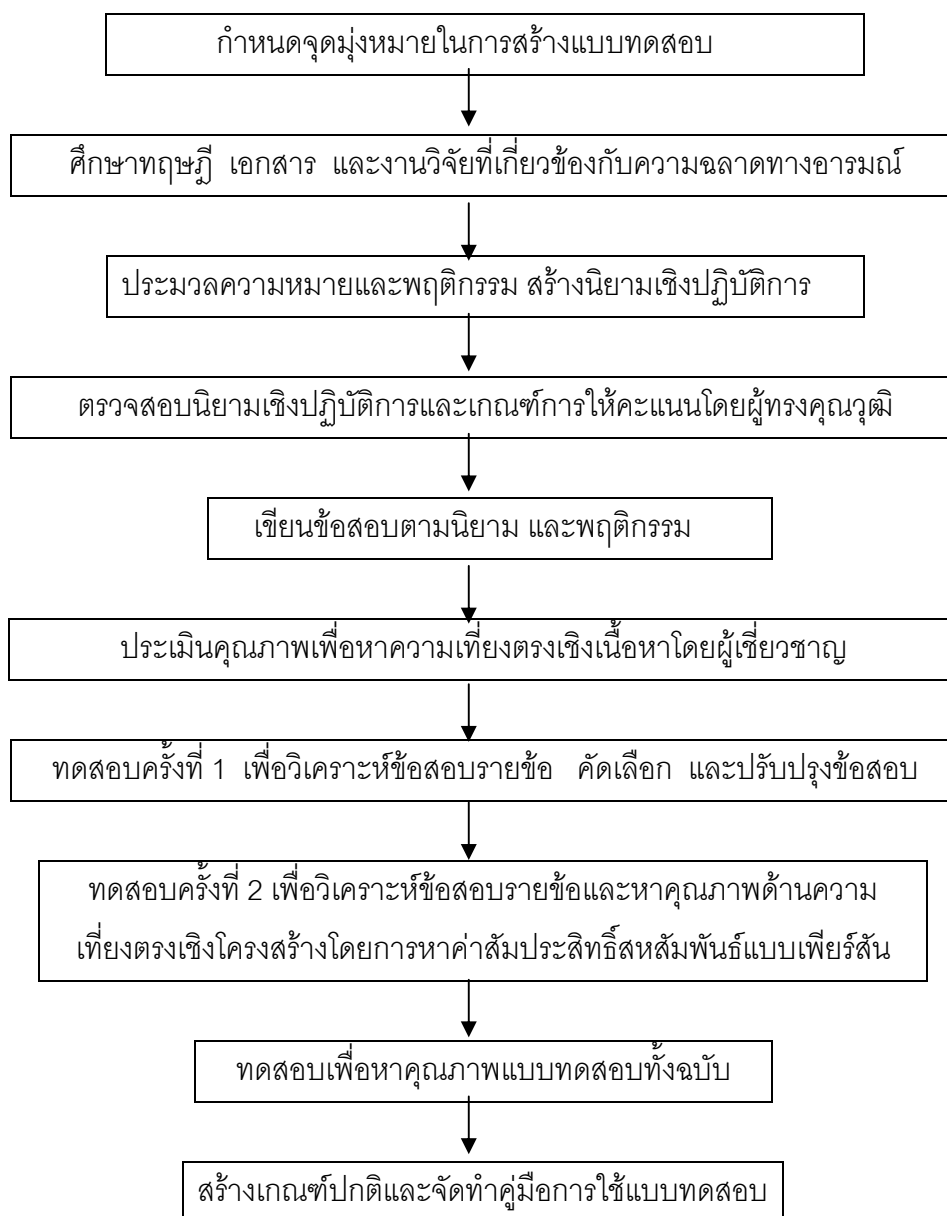 กำหนดจุดมุ่งหมายในการสร้างแบบทดสอบ
ศึกษาทฤษฎี เอกสาร และงานวิจัยที่เกี่ยวข้องกับความฉลาดทางอารมณ์
ประมวลความหมายและพฤติกรรม สร้างนิยามเชิงปฏิบัติการ
ตรวจสอบนิยามเชิงปฏิบัติการและเกณฑ์การให้คะแนนโดยผู้ทรงคุณวุฒิ
เขียนข้อสอบตามนิยาม และพฤติกรรม
ประเมินคุณภาพเพื่อหาความเที่ยงตรงเชิงเนื้อหาโดยผู้เชี่ยวชาญ
ทดสอบครั้งที่ 1 เพื่อวิเคราะห์ข้อสอบรายข้อ คัดเลือก และปรับปรุงข้อสอบ
ทดสอบครั้งที่ 2 เพื่อวิเคราะห์ข้อสอบรายข้อและหาคุณภาพด้านความ
เที่ยงตรงเชิงโครงสร้างโดยการหาค่าสัมประสิทธิ์สหสัมพันธ์แบบเพียร์สัน
ทดสอบเพื่อหาคุณภาพแบบทดสอบทั้งฉบับ
สร้างเกณฑ์ปกติและจัดทำคู่มือการใช้แบบทดสอบ